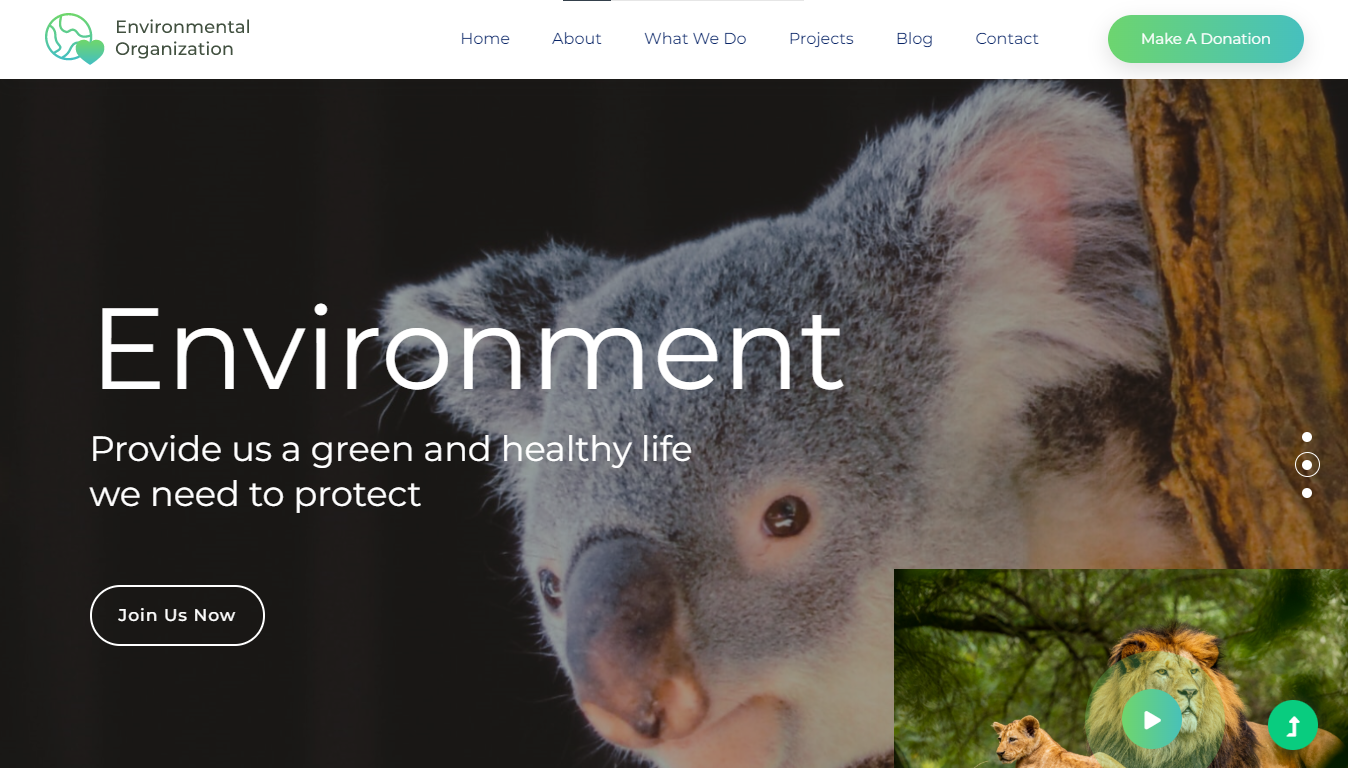 Environmental
Organization
Home About What We Do Projects Blog Contact
Make A Donation
Environment
Provide us a green and healthy life
we need to protect
Join Us Now